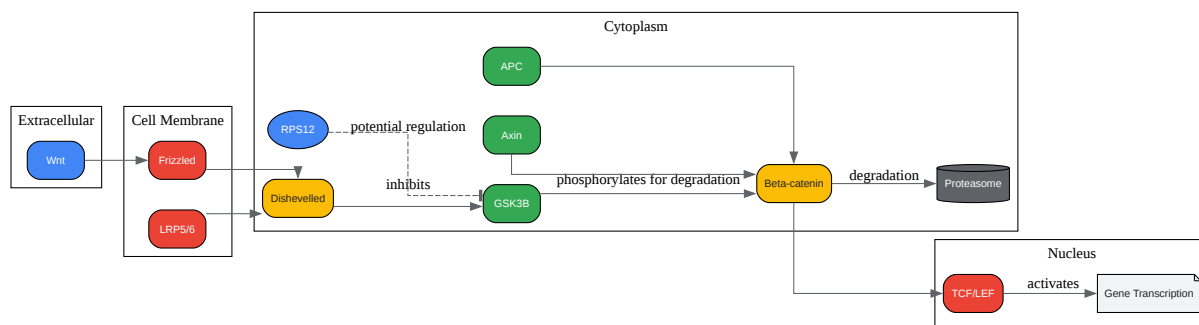 Cytoplasm
APC
Extracellular
Cell Membrane
RPS12
potential regulation
Axin
Wnt
Frizzled
inhibits
phosphorylates for degradation
Beta-catenin
degradation
Proteasome
Dishevelled
GSK3B
LRP5/6
Nucleus
TCF/LEF
activates
Gene Transcription